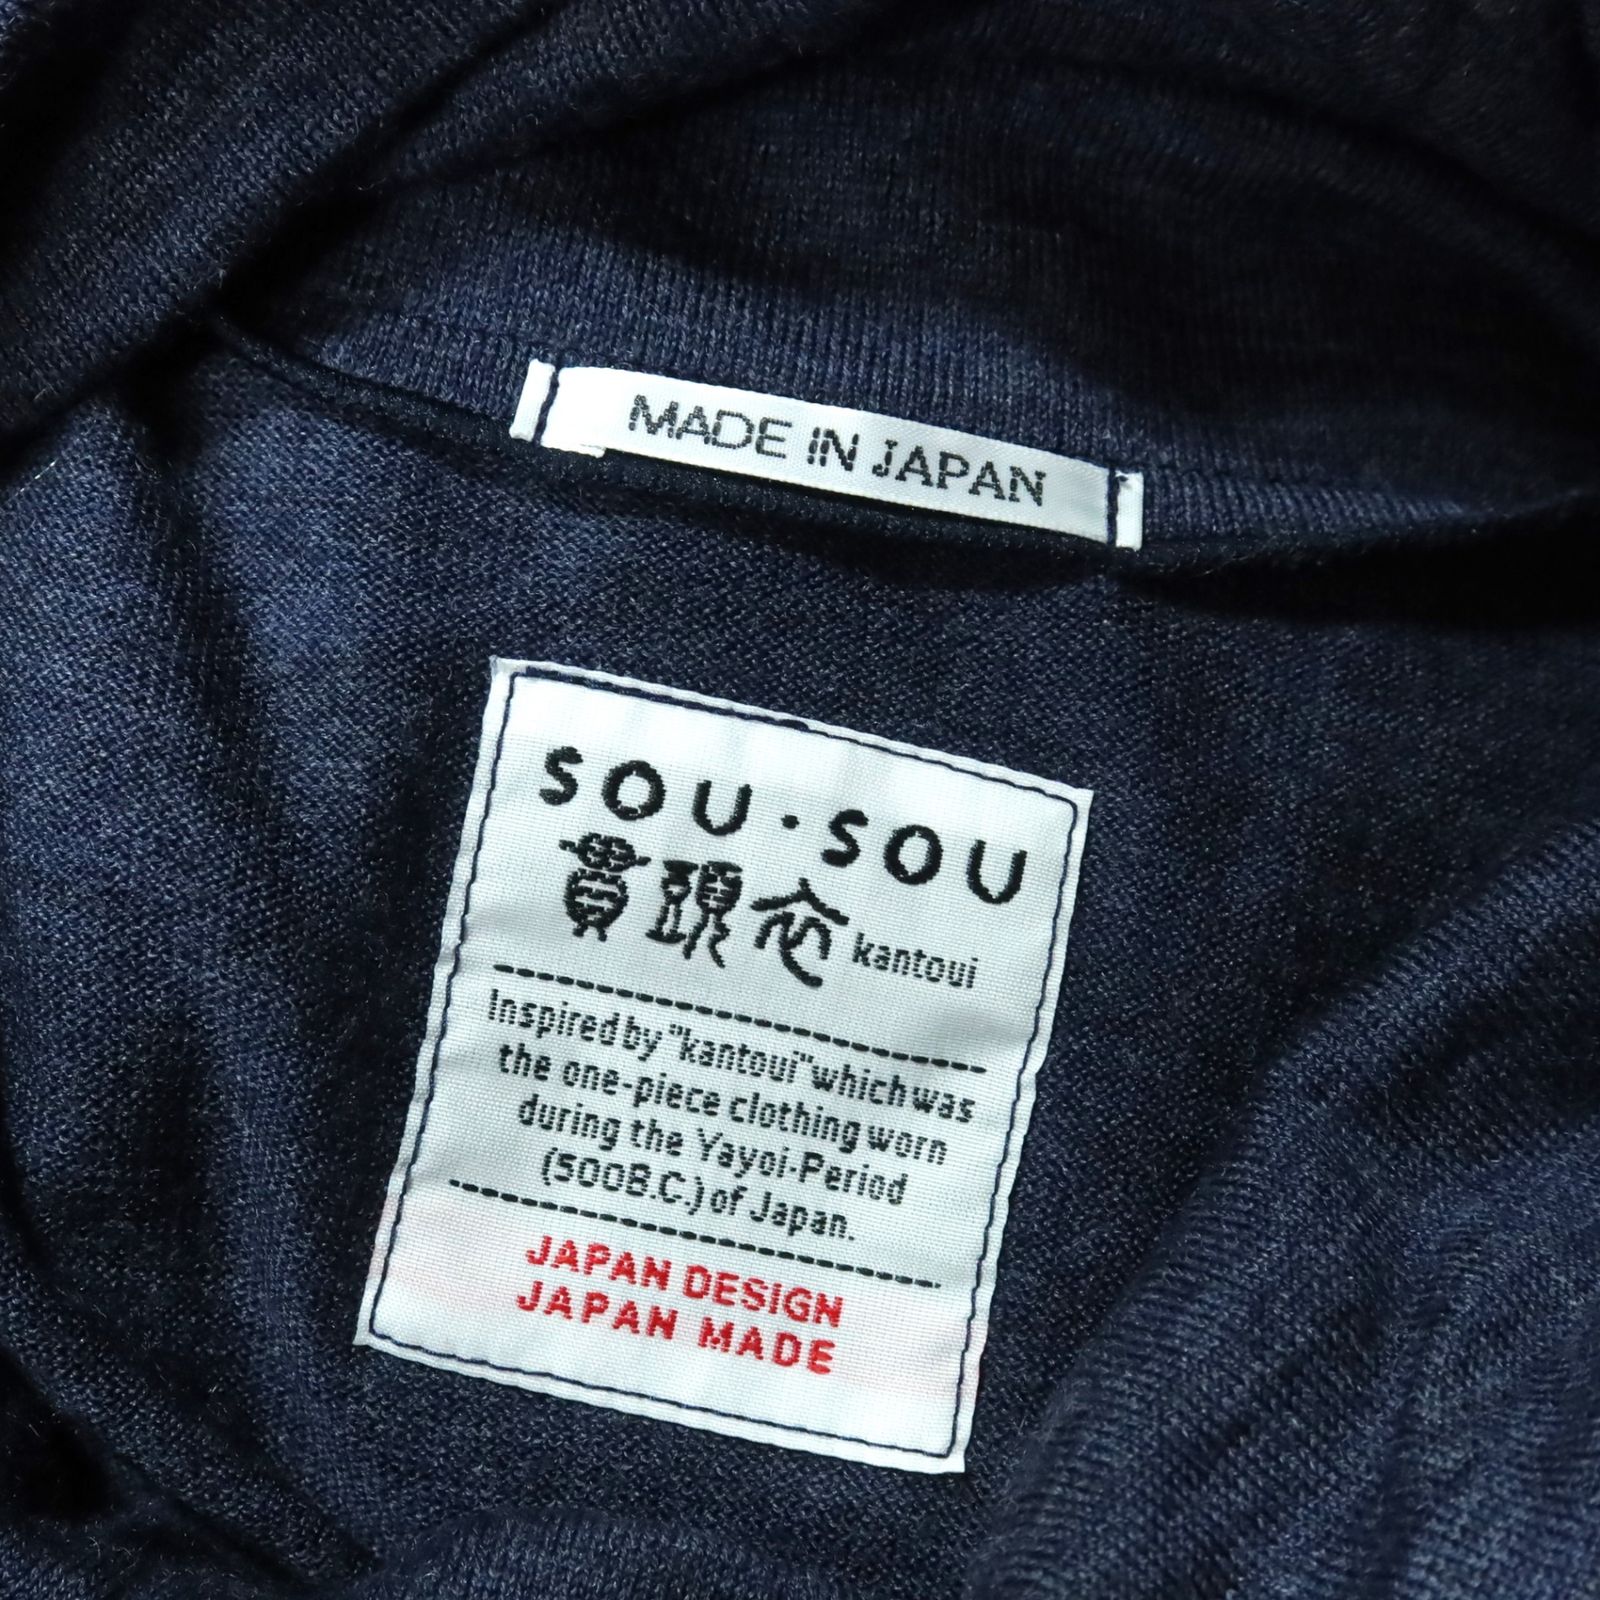 MADE IN JAPAN
SOU·SOU
貫頭衣 kantoui
Inspired by "kantoui" which was
the one-piece clothing worn
during the Yayoi-Period
(500B.C.) of Japan.
JAPAN DESIGN
JAPAN MADE